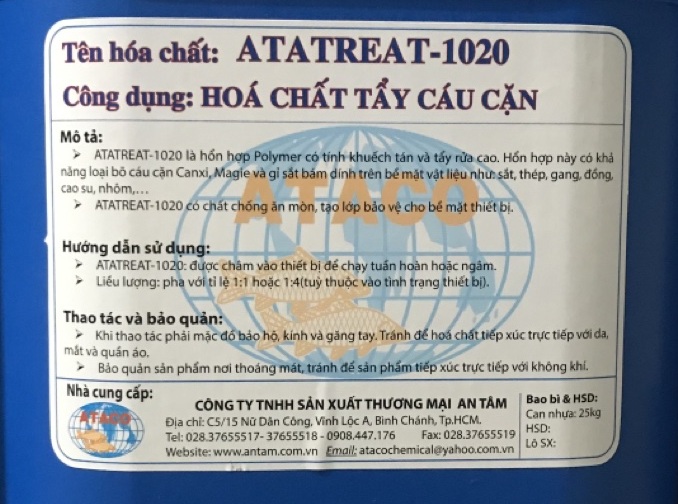 Tên hóa chất: ATATREAT-1020
Công dụng: HOÁ CHẤT TẨY CÁU CẶN
Mô tả:
➢ ATATREAT-1020 là hổn hợp Polymer có tính khuếch tán và tẩy rửa cao. Hổn hợp này có khả
năng loại bỏ cáu cặn Canxi, Magie và gỉ sắt bám dính trên bề mặt vật liệu như: sắt, thép, gang, đồng,
cao su, nhôm,...
➢ ATATREAT-1020 có chất chống ăn mòn, tạo lớp bảo vệ cho bề mặt thiết bị.
ATACO
Hướng dẫn sử dụng:
➢ ATATREAT-1020: được châm vào thiết bị để chạy tuần hoàn hoặc ngâm.
➢ Liều lượng: pha với tỉ lệ 1:1 hoặc 1:4(tuỳ thuộc vào tình trạng thiết bị).
Thao tác và bảo quản:
➢ Khi thao tác phải mặc đồ bảo hộ, kính và găng tay. Tránh để hoá chất tiếp xúc trực tiếp với da,
mắt và quần áo.
➢ Bảo quản sản phẩm nơi thoáng mát, tránh để sản phẩm tiếp xúc trực tiếp với không khí.
Nhà cung cấp:
ATACO
CÔNG TY TNHH SẢN XUẤT THƯƠNG MẠI AN TÂM
Địa chỉ: C5/15 Nữ Dân Công, Vĩnh Lộc A, Bình Chánh, Tp.HCM.
Tel: 028.37655517- 37655518 - 0908.447.176 Fax: 028.37655519
Website: www.antam.com.vn Email: atacochemical@yahoo.com.vn
Bao bì & HSD:
Can nhựa: 25kg
HSD:
Lô SX: